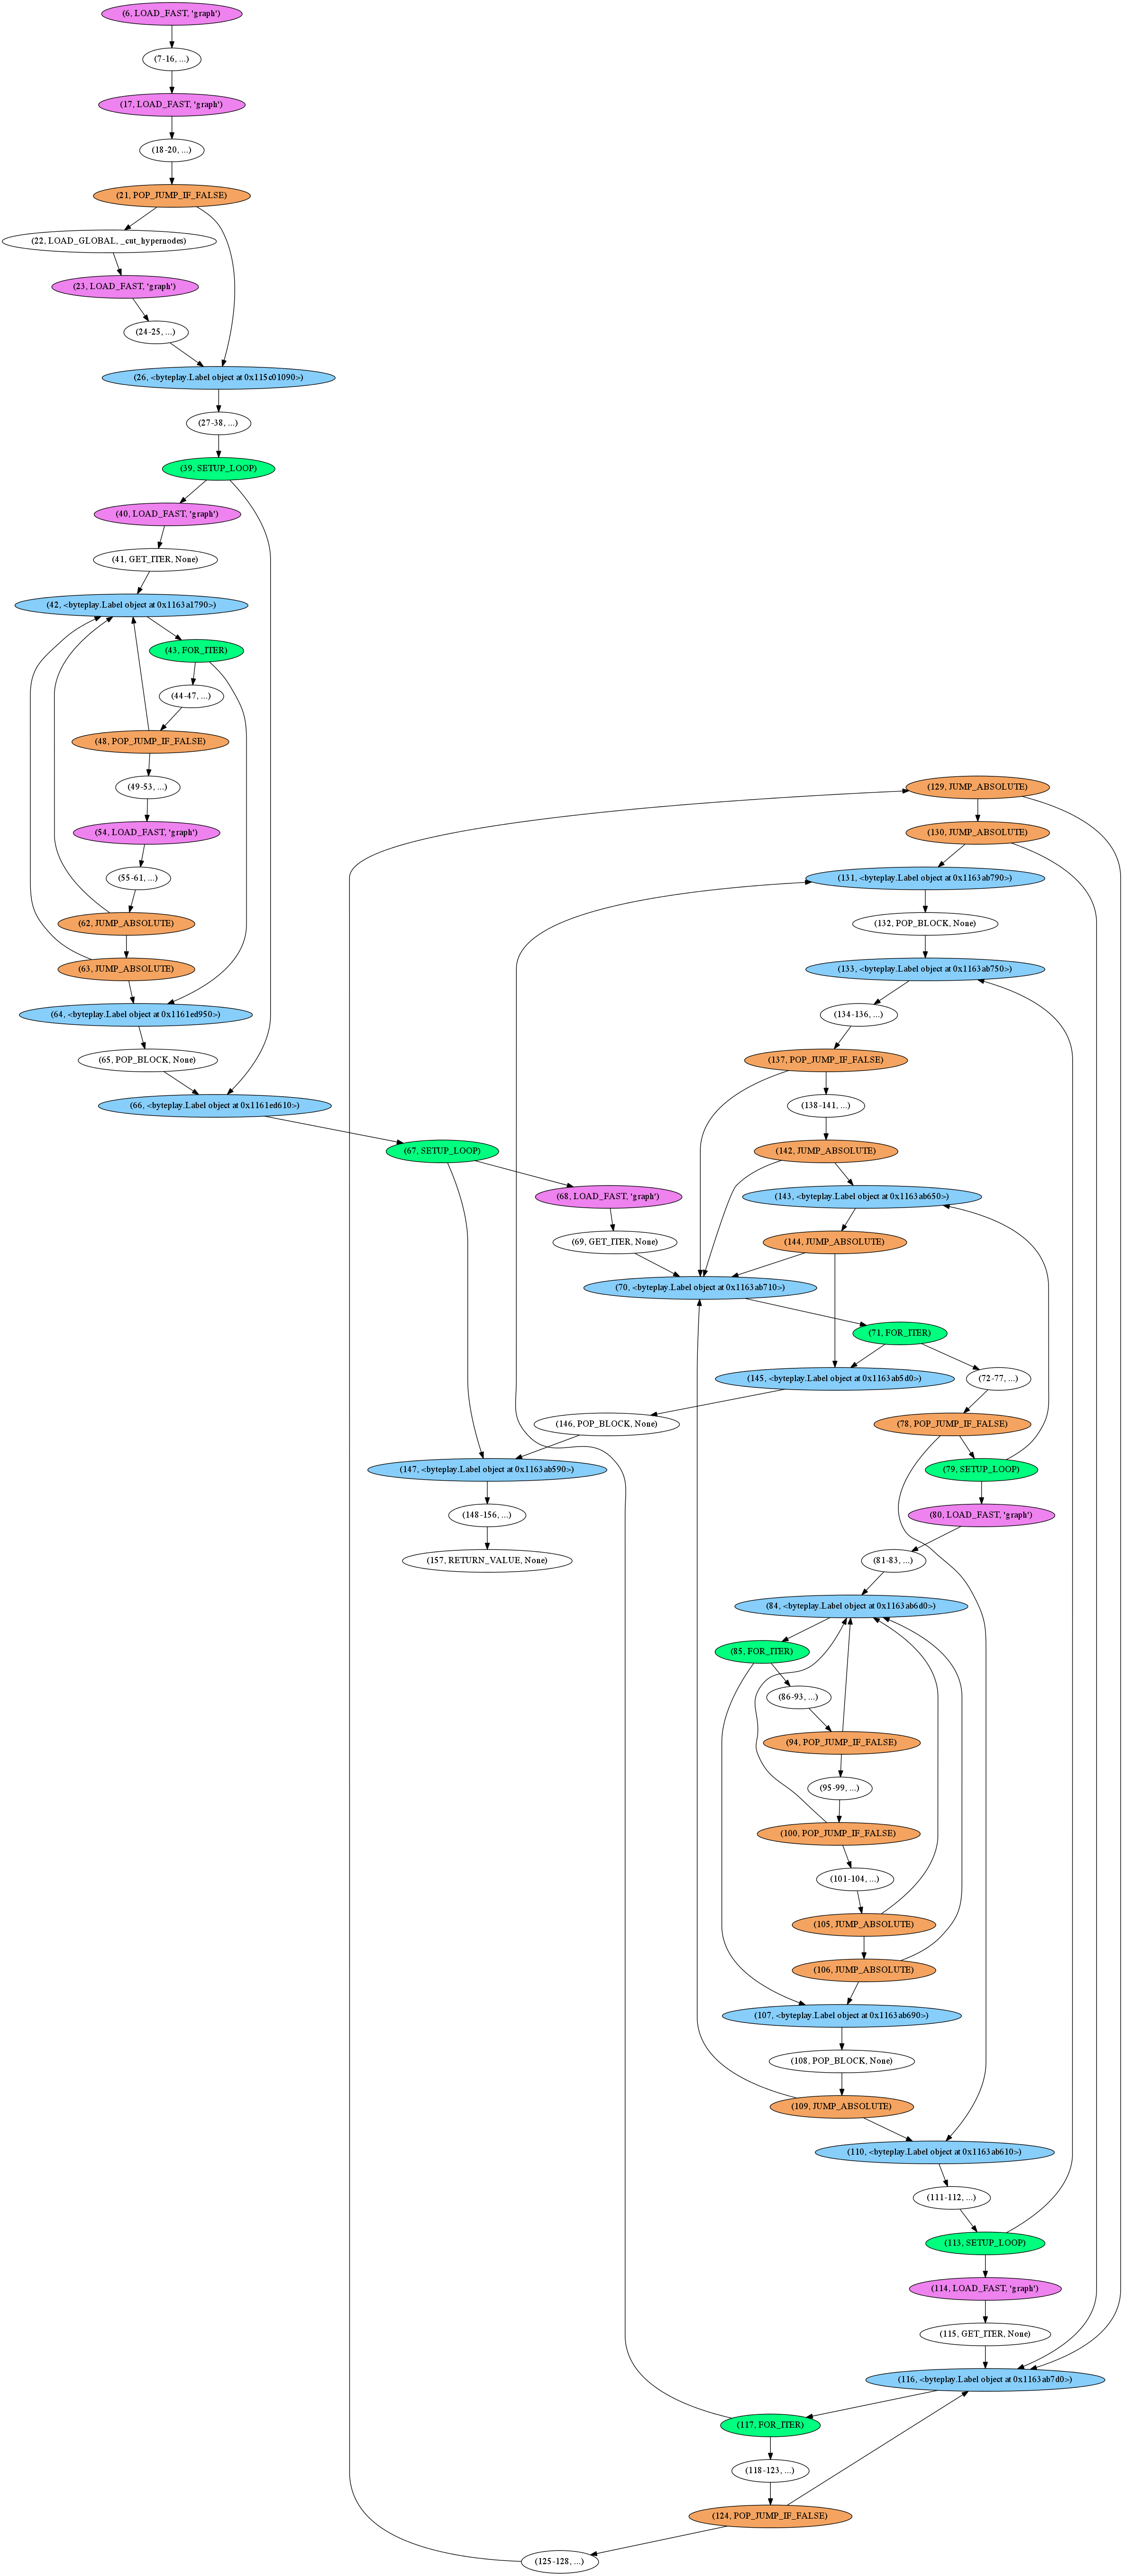 (6, LOAD_FAST, 'graph')
(7-16, ...)
(17, LOAD_FAST, 'graph')
(18-20, ...)
(21, POP_JUMP_IF_FALSE)
(22, LOAD_GLOBAL, _cut_hypernodes)
(23, LOAD_FAST, 'graph')
(24-25, ...)
(26, <byteplay.Label object at 0x115c01090>)
(27-38, ...)
(39, SETUP_LOOP)
(40, LOAD_FAST, 'graph')
(41, GET_ITER, None)
(42, <byteplay.Label object at 0x1163a1790>)
(43, FOR_ITER)
(44-47, ...)
(48, POP_JUMP_IF_FALSE)
(49-53, ...)
(54, LOAD_FAST, 'graph')
(55-61, ...)
(62, JUMP_ABSOLUTE)
(63, JUMP_ABSOLUTE)
(64, <byteplay.Label object at 0x1161ed950>)
(65, POP_BLOCK, None)
(66, <byteplay.Label object at 0x1161ed610>)
(67, SETUP_LOOP)
(68, LOAD_FAST, 'graph')
(69, GET_ITER, None)
(70, <byteplay.Label object at 0x1163ab710>)
(71, FOR_ITER)
(72-77, ...)
(78, POP_JUMP_IF_FALSE)
(79, SETUP_LOOP)
(80, LOAD_FAST, 'graph')
(81-83, ...)
(84, <byteplay.Label object at 0x1163ab6d0>)
(85, FOR_ITER)
(86-93, ...)
(94, POP_JUMP_IF_FALSE)
(95-99, ...)
(100, POP_JUMP_IF_FALSE)
(101-104, ...)
(105, JUMP_ABSOLUTE)
(106, JUMP_ABSOLUTE)
(107, <byteplay.Label object at 0x1163ab690>)
(108, POP_BLOCK, None)
(109, JUMP_ABSOLUTE)
(110, <byteplay.Label object at 0x1163ab610>)
(111-112, ...)
(113, SETUP_LOOP)
(114, LOAD_FAST, 'graph')
(115, GET_ITER, None)
(116, <byteplay.Label object at 0x1163ab7d0>)
(117, FOR_ITER)
(118-123, ...)
(124, POP_JUMP_IF_FALSE)
(125-128, ...)
(129, JUMP_ABSOLUTE)
(130, JUMP_ABSOLUTE)
(131, <byteplay.Label object at 0x1163ab790>)
(132, POP_BLOCK, None)
(133, <byteplay.Label object at 0x1163ab750>)
(134-136, ...)
(137, POP_JUMP_IF_FALSE)
(138-141, ...)
(142, JUMP_ABSOLUTE)
(143, <byteplay.Label object at 0x1163ab650>)
(144, JUMP_ABSOLUTE)
(145, <byteplay.Label object at 0x1163ab5d0>)
(146, POP_BLOCK, None)
(147, <byteplay.Label object at 0x1163ab590>)
(148-156, ...)
(157, RETURN_VALUE, None)